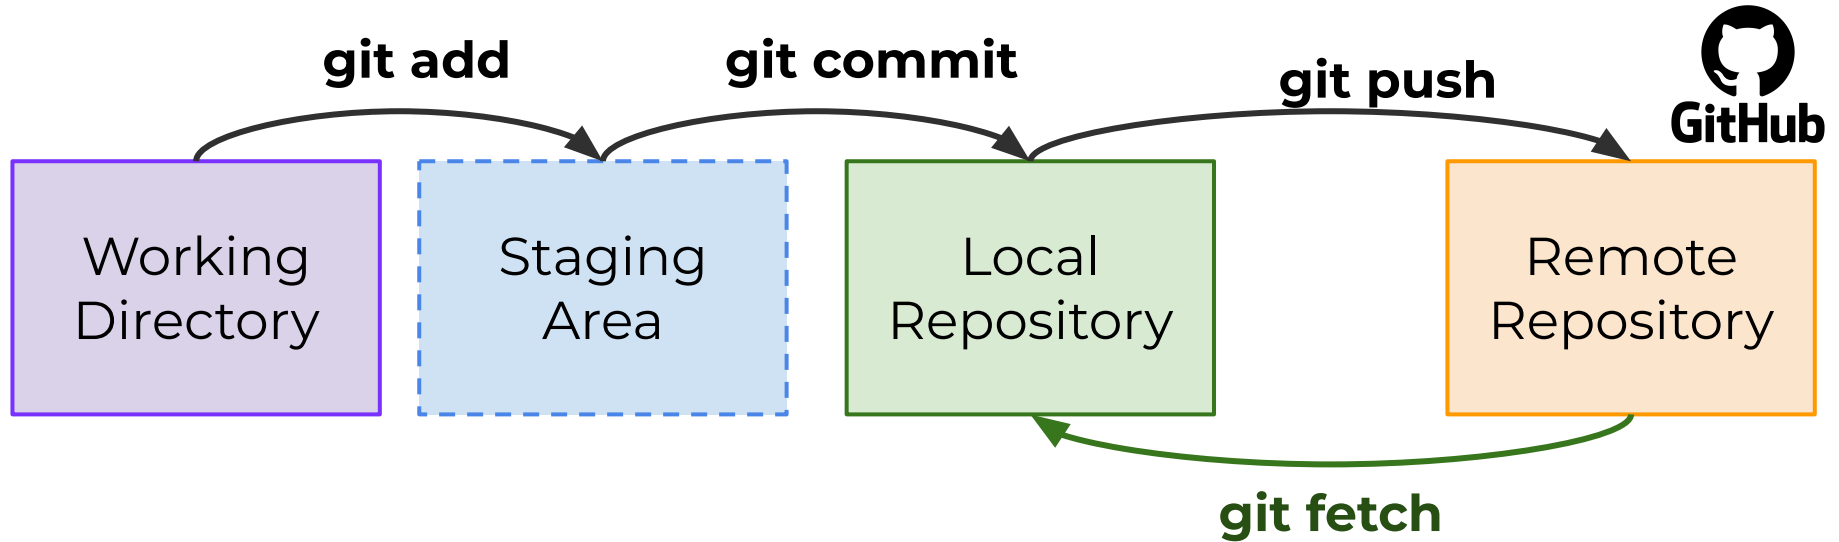 git add
git commit
git push
GitHub
Working
Directory
Staging
Area
Local
Repository
Remote
Repository
git fetch